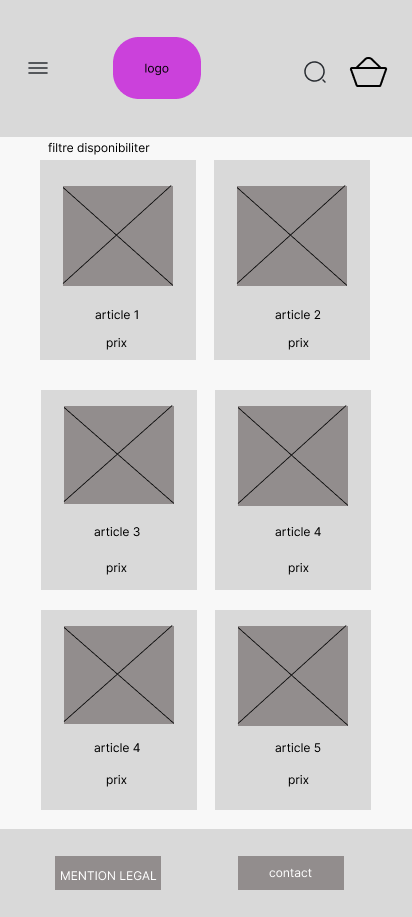 logo
filtre disponibiliter
article 1
prix
article 2
prix
article 3
prix
article 4
prix
article 4
prix
article 5
prix
MENTION LEGAL
contact